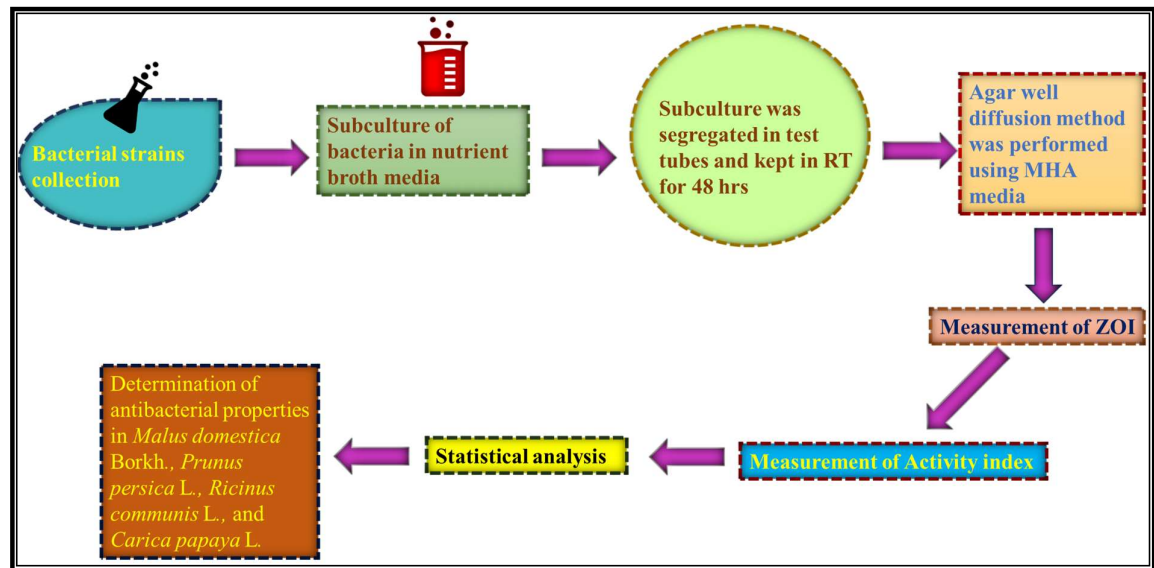 Bacterial strains
collection
Subculture of
bacteria in nutrient
broth media
Subculture was
segregated in test
tubes and kept in RT
for 48 hrs
Agar well
diffusion method
was performed
using MHA
media
Measurement of ZOI
Measurement of Activity index
Statistical analysis
Determination of
antibacterial properties
in Malus domestica
Borkh., Prunus
persica L., Ricinus
communis L., and
Carica papaya L.